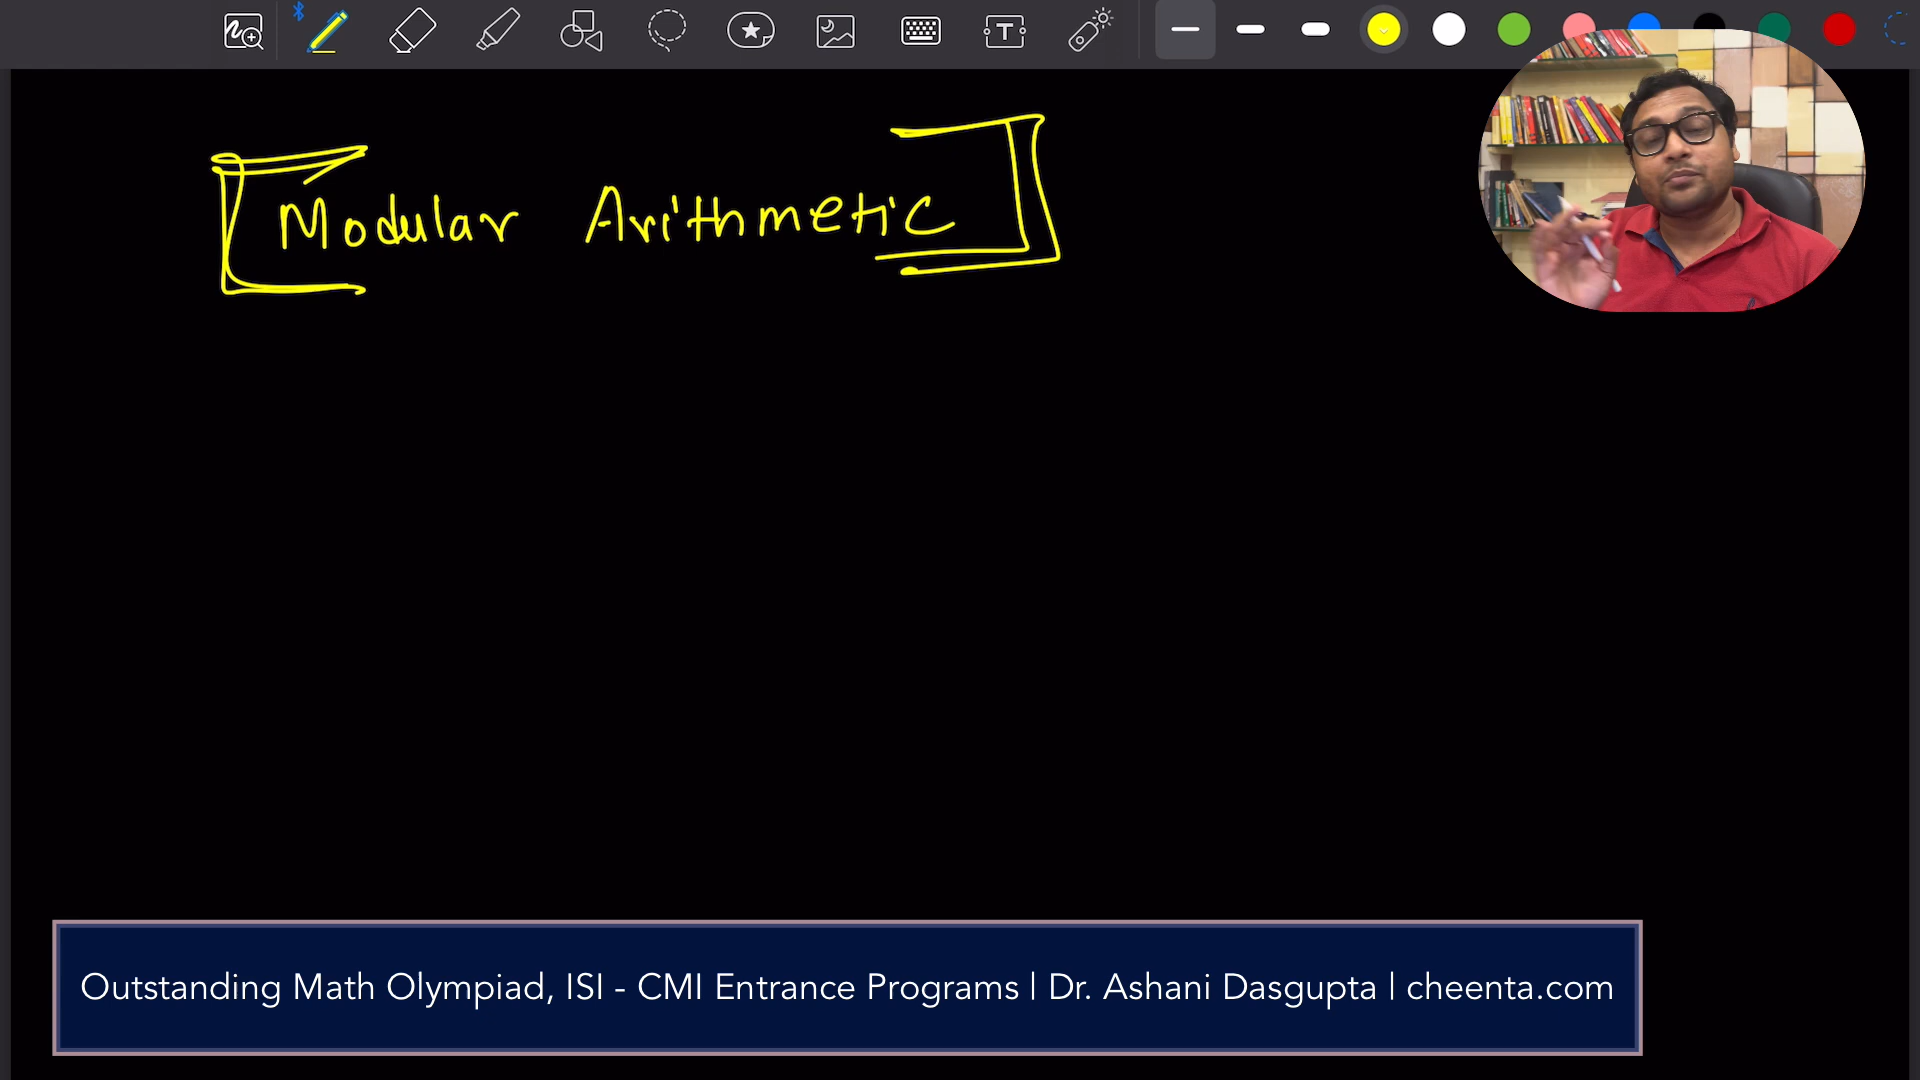 Modular Arithmetic
Outstanding Math Olympiad, ISI - CMI Entrance Programs | Dr. Ashani Dasgupta | cheenta.com